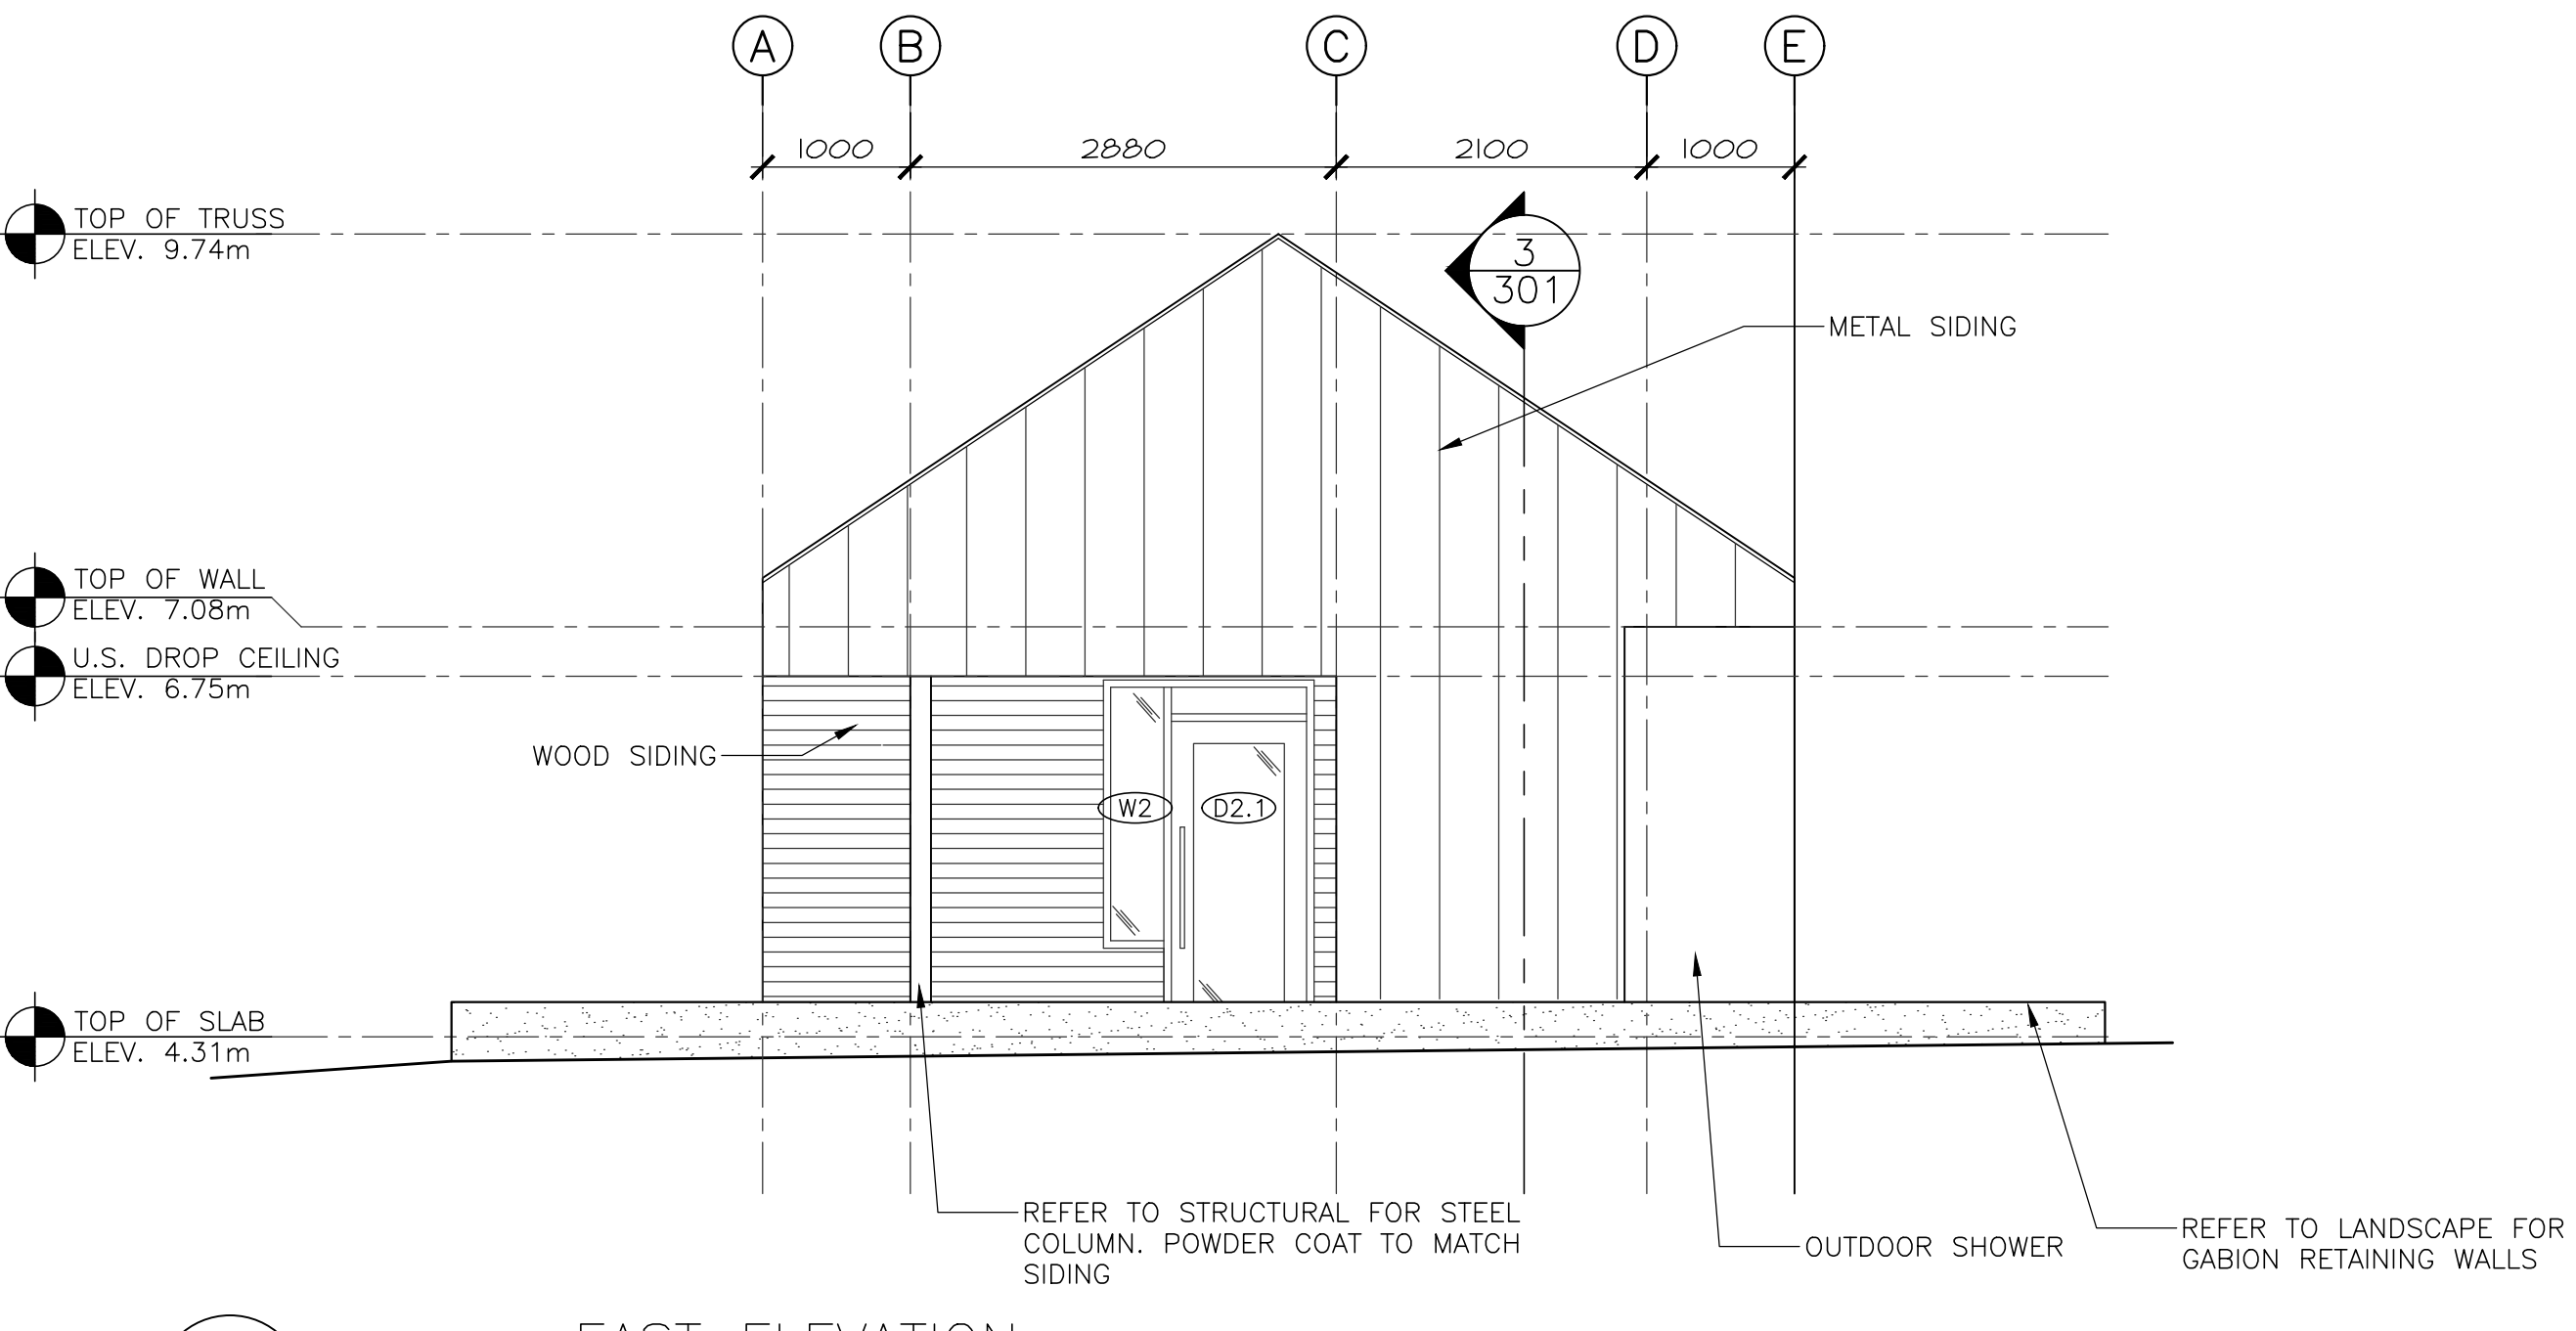 A B C D E
1000 2880 2100 1000
TOP OF TRUSS
ELEV. 9.74m
3
301
METAL SIDING
TOP OF WALL
ELEV. 7.08m
U.S. DROP CEILING
ELEV. 6.75m
WOOD SIDING
W2 D2.1
TOP OF SLAB
ELEV. 4.31m
REFER TO STRUCTURAL FOR STEEL
COLUMN. POWDER COAT TO MATCH
SIDING
OUTDOOR SHOWER
REFER TO LANDSCAPE FOR
GABION RETAINING WALLS
EAST ELEVATION